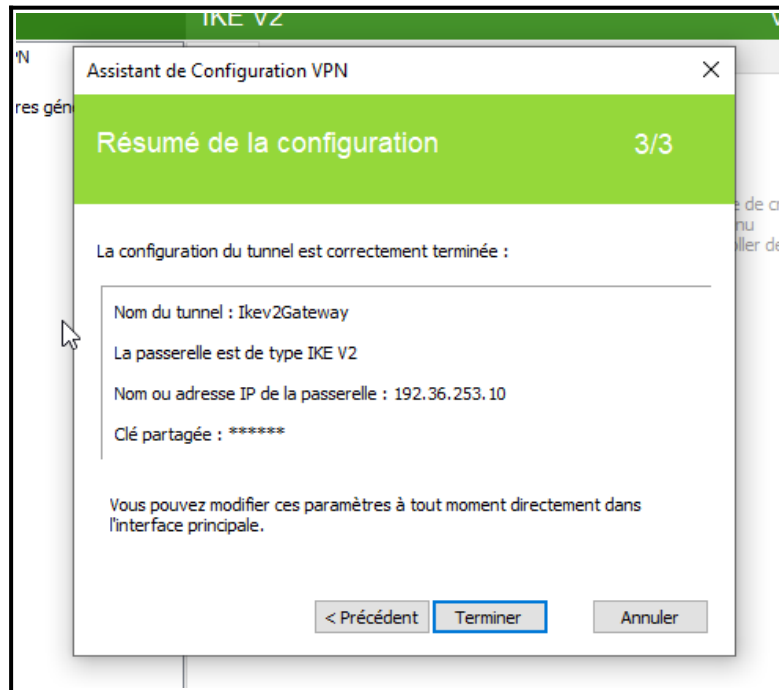 IKE V2
Assistant de Configuration VPN
Résumé de la configuration 3/3
La configuration du tunnel est correctement terminée :
Nom du tunnel : Ikev2Gateway
La passerelle est de type IKE V2
Nom ou adresse IP de la passerelle : 192.36.253.10
Clé partagée : ******
Vous pouvez modifier ces paramètres à tout moment directement dans
l'interface principale.
< Précédent Terminer Annuler